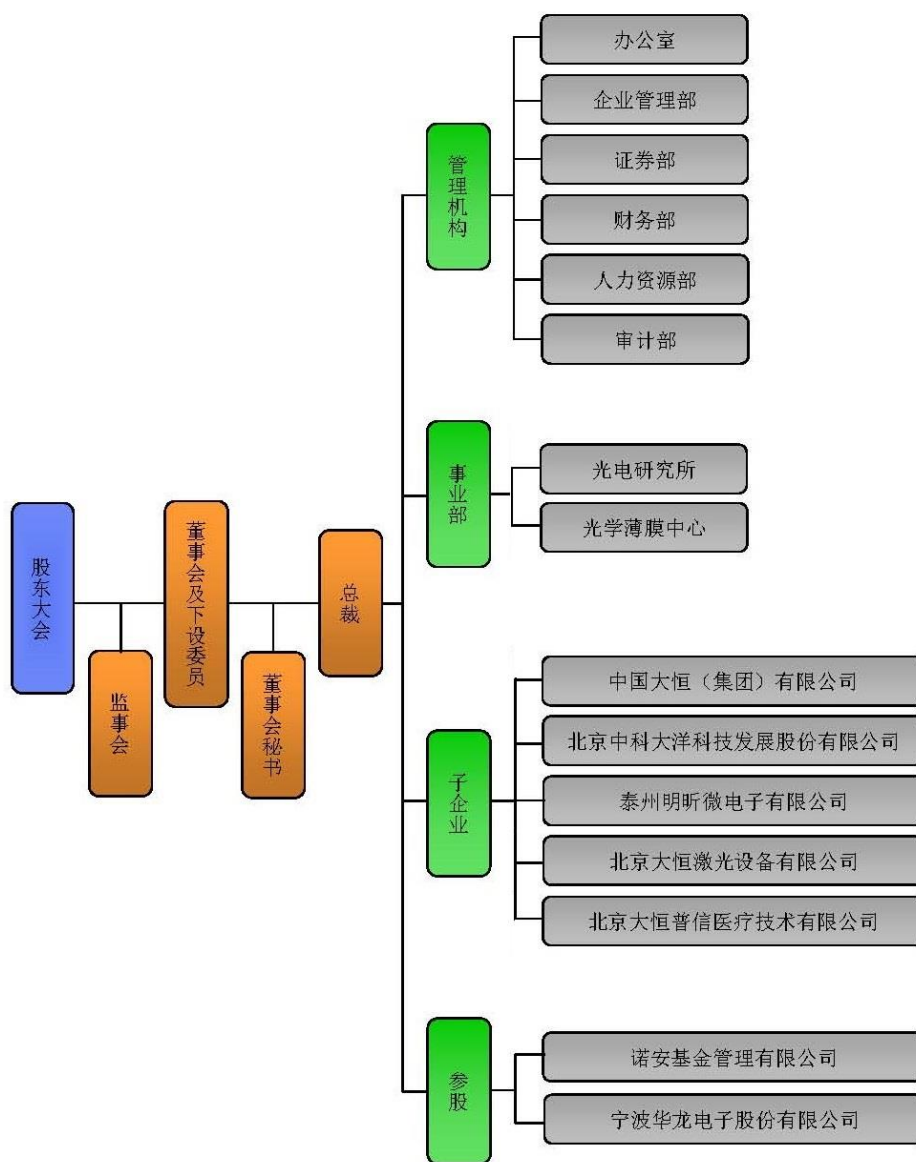 股东大会
监事会
董事会及下设委员
董事会秘书
总裁
管理机构
办公室
企业管理部
证券部
财务部
人力资源部
审计部
事业部
光电研究所
光学薄膜中心
子企业
中国大恒（集团）有限公司
北京中科大洋科技发展股份有限公司
泰州明昕微电子有限公司
北京大恒激光设备有限公司
北京大恒普信医疗技术有限公司
参股
诺安基金管理有限公司
宁波华龙电子股份有限公司